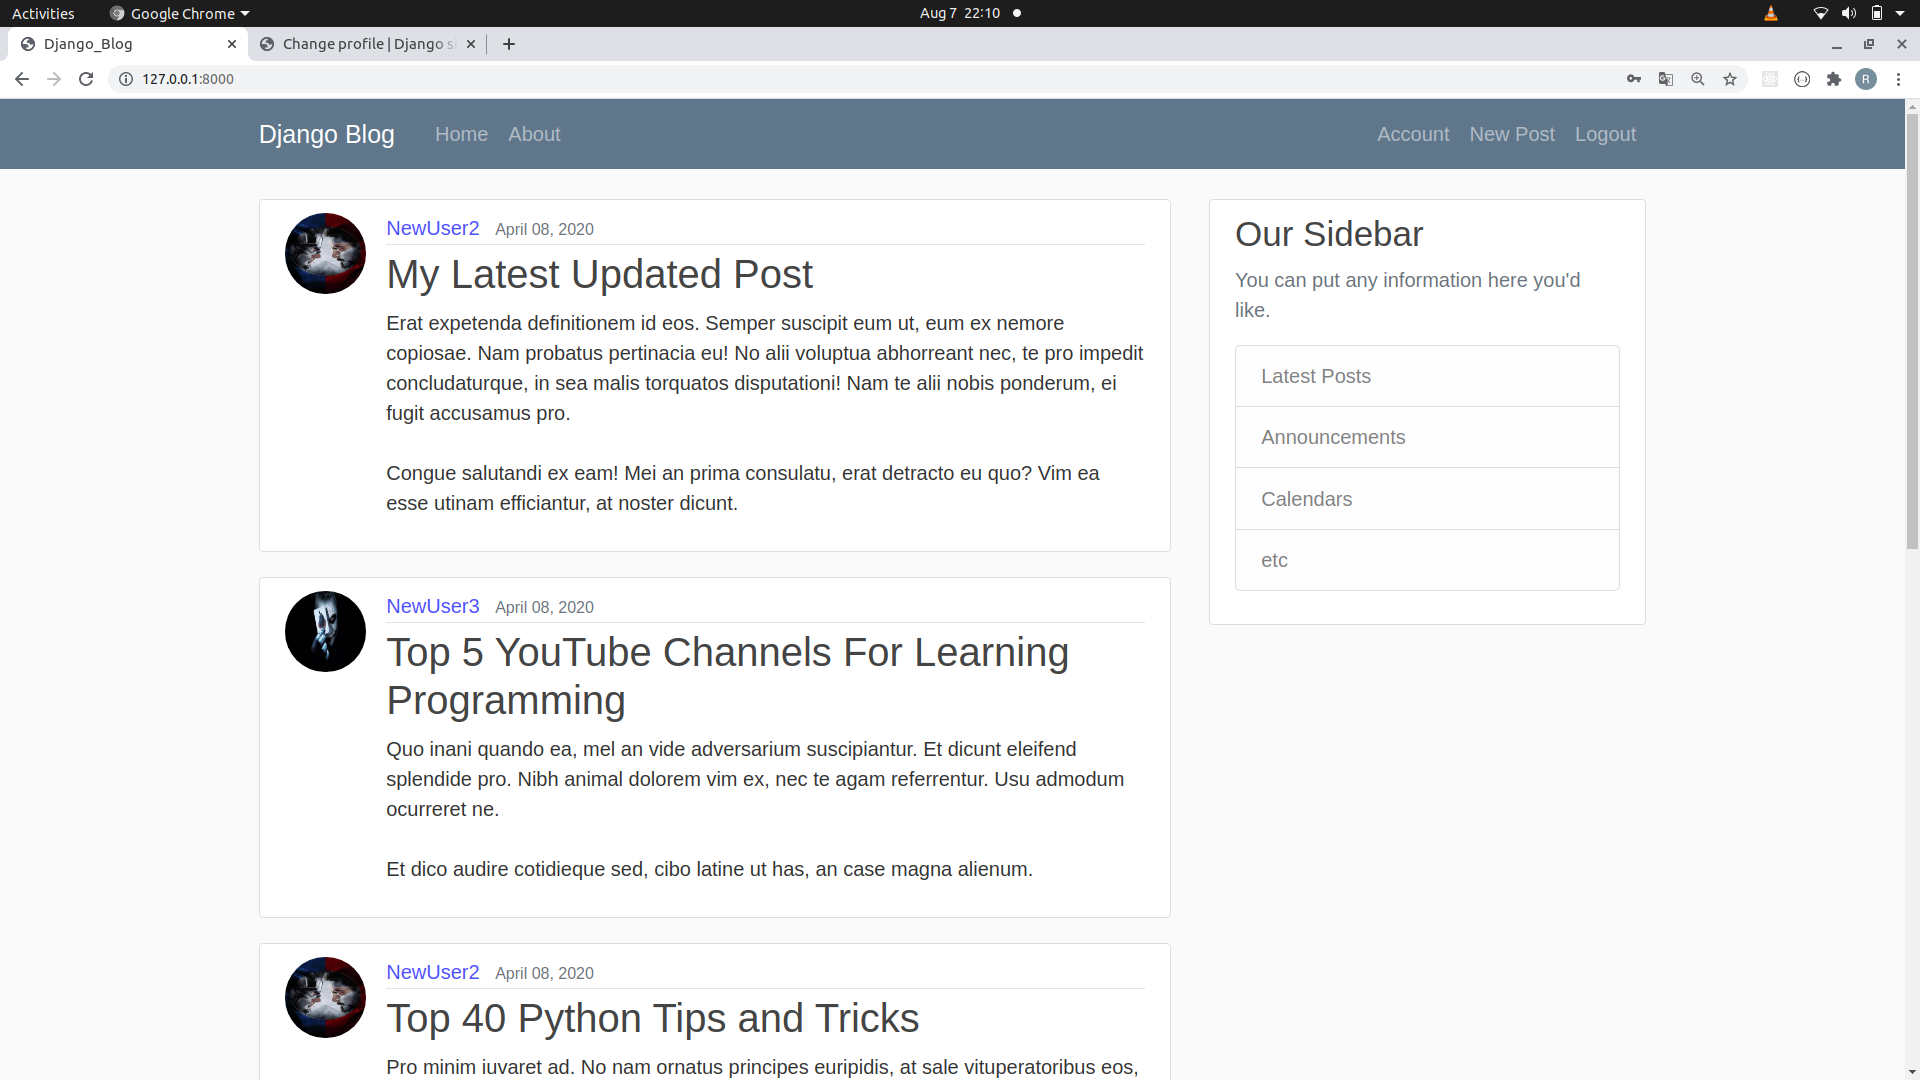 Activities
Google Chrome
Aug 7 22:10
Django_Blog
Change profile | Django s
127.0.0.1:8000
R
Django Blog
Home
About
Account
New Post
Logout
NewUser2 April 08, 2020
My Latest Updated Post
Erat expetenda definitionem id eos. Semper suscipit eum ut, eum ex nemore
copiosae. Nam probatus pertinacia eu! No alii voluptua abhorreant nec, te pro impedit
concludaturque, in sea malis torquatos disputationi! Nam te alii nobis ponderum, ei
fugit accusamus pro.
Congue salutandi ex eam! Mei an prima consulatu, erat detracto eu quo? Vim ea
esse utinam efficiantur, at noster dicunt.
NewUser3 April 08, 2020
Top 5 YouTube Channels For Learning
Programming
Quo inani quando ea, mel an vide adversarium suscipiantur. Et dicunt eleifend
splendide pro. Nibh animal dolorem vim ex, nec te agam referrentur. Usu admodum
ocurreret ne.
Et dico audire cotidieque sed, cibo latine ut has, an case magna alienum.
NewUser2 April 08, 2020
Top 40 Python Tips and Tricks
Pro minim iuvaret ad. No nam ornatus principes euripidis, at sale vituperatoribus eos,
Our Sidebar
You can put any information here you'd
like.
Latest Posts
Announcements
Calendars
etc